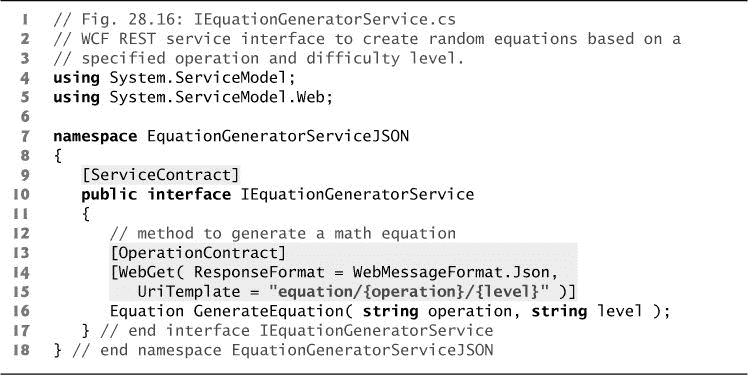 1 // Fig. 28.16: IEquationGeneratorService.cs
2 // WCF REST service interface to create random equations based on a
3 // specified operation and difficulty level.
4 using System.ServiceModel;
5 using System.ServiceModel.Web;
6
7 namespace EquationGeneratorServiceJSON
8 {
9    [ServiceContract]
10    public interface IEquationGeneratorService
11    {
12       // method to generate a math equation
13       [OperationContract]
14       [WebGet( ResponseFormat = WebMessageFormat.Json,
15          UriTemplate = "equation/{operation}/{level}" )]
16       Equation GenerateEquation( string operation, string level );
17    } // end interface IEquationGeneratorService
18 } // end namespace EquationGeneratorServiceJSON